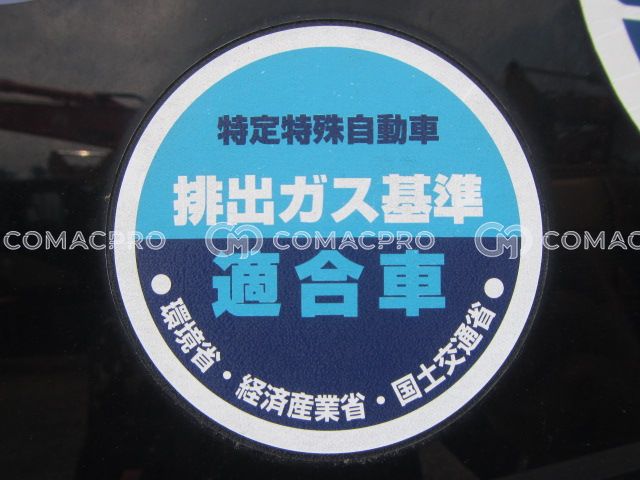 特定特殊自動車
排出ガス基準
COMACPRO COMACPRO COMACPRO
適合車
・環境省・経済産業省・国土交通省・